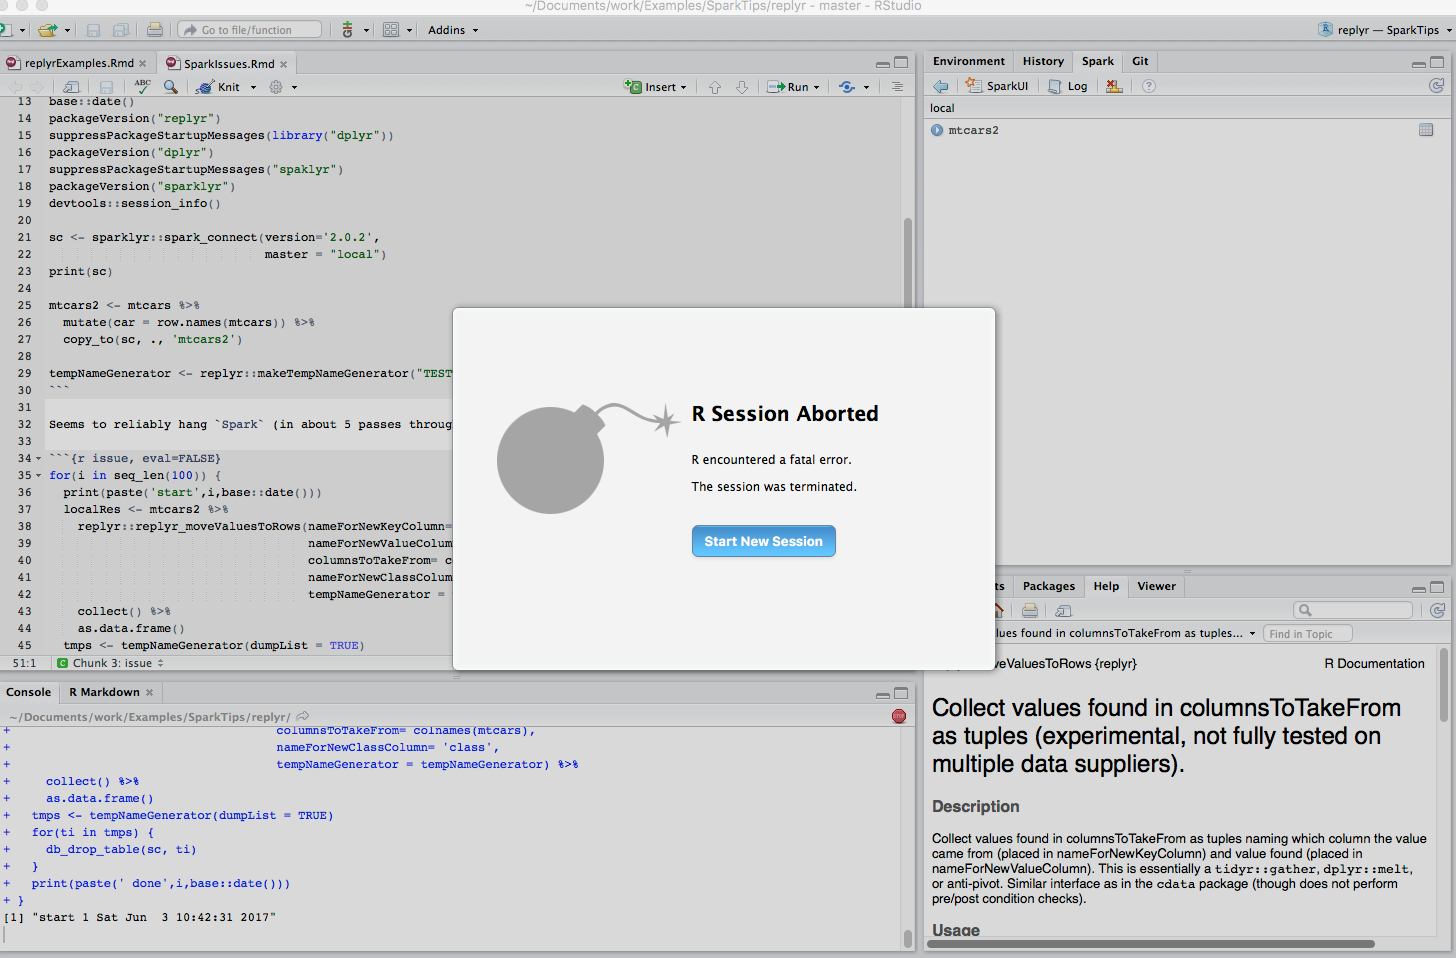 ~/Documents/work/Examples/SparkTips/replyr - master - RStudio
Go to file/function
Addins
replyr — SparkTips
replyrExamples.Rmd
SparkIssues.Rmd
ABC
Knit
Insert
Run
13 base::date()
14 packageVersion("replyr")
15 suppressPackageStartupMessages(library("dplyr"))
16 packageVersion("dplyr")
17 suppressPackageStartupMessages("spaklyr")
18 packageVersion("sparklyr")
19 devtools::session_info()
20
21 sc <- sparklyr::spark_connect(version='2.0.2',
22 master = "local")
23 print(sc)
24
25 mtcars2 <- mtcars %>%
26 mutate(car = row.names(mtcars)) %>%
27 copy_to(sc, ., 'mtcars2')
28
29 tempNameGenerator <- replyr::makeTempNameGenerator("TEST
30 ```
31
32 Seems to reliably hang `Spark` (in about 5 passes throug
33
34 ```{r issue, eval=FALSE}
35 for(i in seq_len(100)) {
36 print(paste('start',i,base::date()))
37 localRes <- mtcars2 %>%
38 replyr::replyr_moveValuesToRows(nameForNewKeyColumn=
39 nameForNewValueColum
40 columnsToTakeFrom= c
41 nameForNewClassColum
42 tempNameGenerator =
43 collect() %>%
44 as.data.frame()
45 tmps <- tempNameGenerator(dumpList = TRUE)
51:1 C Chunk 3: issue
R Session Aborted
R encountered a fatal error.
The session was terminated.
Start New Session
Console
R Markdown
~/Documents/work/Examples/SparkTips/replyr/
STOP
+ columnsToTakeFrom= colnames(mtcars),
+ nameForNewClassColumn= 'class',
+ tempNameGenerator = tempNameGenerator) %>%
+ collect() %>%
+ as.data.frame()
+ tmps <- tempNameGenerator(dumpList = TRUE)
+ for(ti in tmps) {
+ db_drop_table(sc, ti)
+ }
+ print(paste(' done',i,base::date()))
+ }
[1] "start 1 Sat Jun  3 10:42:31 2017"
Environment
History
Spark
Git
SparkUI
Log
local
mtcars2
ts
Packages
Help
Viewer
lues found in columnsToTakeFrom as tuples...
Find in Topic
veValuesToRows {replyr}
R Documentation
Collect values found in columnsToTakeFrom
as tuples (experimental, not fully tested on
multiple data suppliers).
Description
Collect values found in columnsToTakeFrom as tuples naming which column the value
came from (placed in nameForNewKeyColumn) and value found (placed in
nameForNewValueColumn). This is essentially a tidyr::gather, dplyr::melt,
or anti-pivot. Similar interface as in the cdata package (though does not perform
pre/post condition checks).
Usage